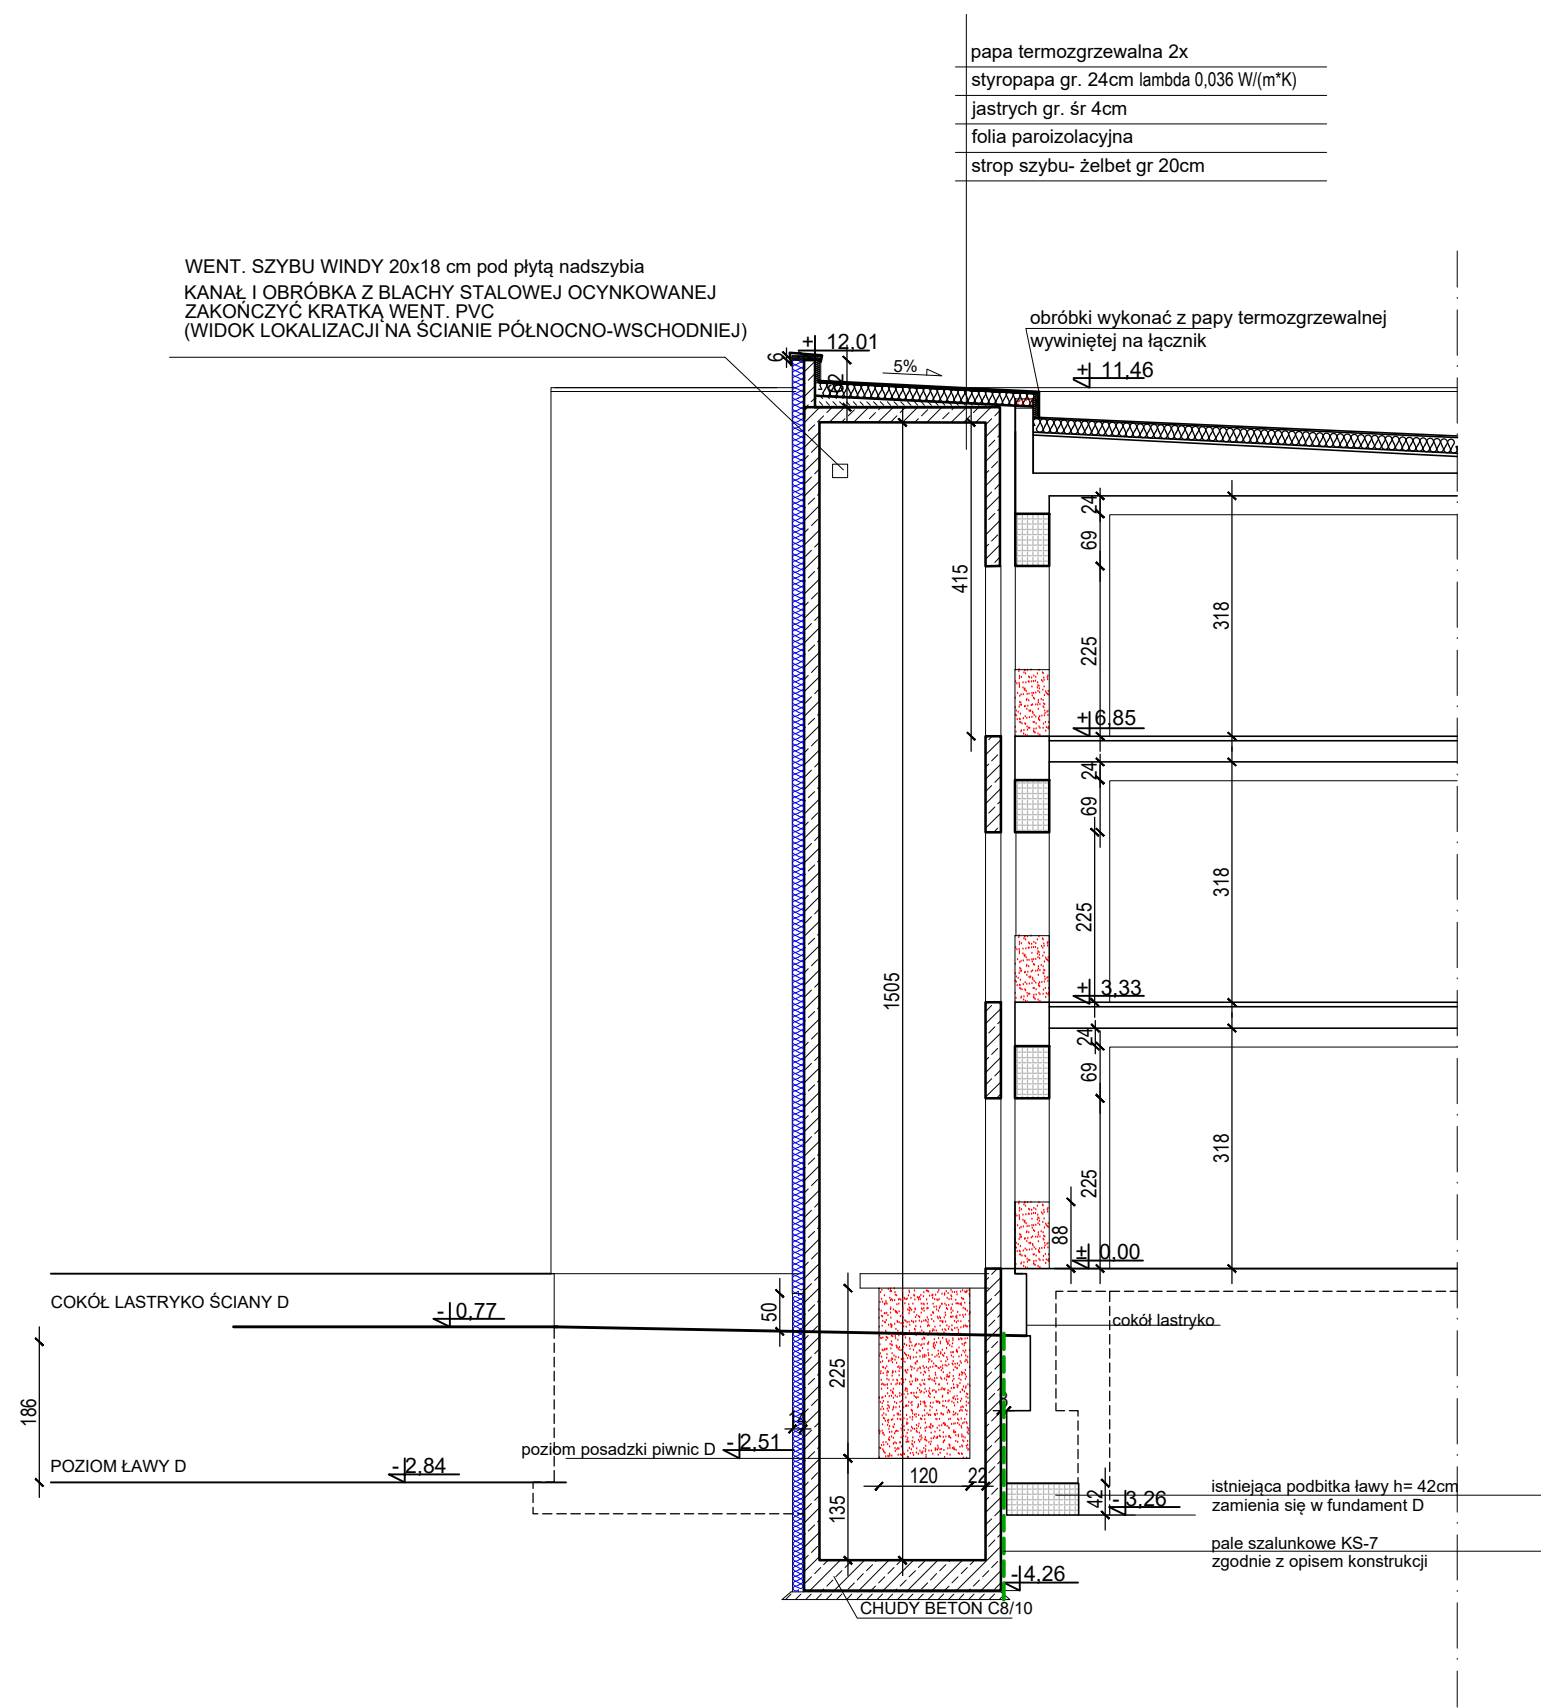 papa termozgrzewalna 2x
styropapa gr. 24cm lambda 0,036 W/(m*K)
jastrych gr. śr 4cm
folia paroizolacyjna
strop szybu- żelbet gr 20cm
WENT. SZYBU WINDY 20x18 cm pod płytą nadszybia
KANAŁ I OBRÓBKA Z BLACHY STALOWEJ OCYNKOWANEJ
ZAKOŃCZYĆ KRATKĄ WENT. PVC
(WIDOK LOKALIZACJI NA ŚCIANIE PÓŁNOCNO-WSCHODNIEJ)
obróbki wykonać z papy termozgrzewalnej
wywiniętej na łącznik
6
± 12,01
5%
± 11,46
24
69
415
318
225
± 6,85
24
69
318
225
1505
± 3,33
24
69
318
225
88
± 0,00
COKÓŁ LASTRYKO ŚCIANY D
- 0,77
50
cokół lastryko
225
186
poziom posadzki piwnic D
- 2,51
POZIOM ŁAWY D
- 2,84
120
22
135
42
- 3,26
istniejąca podbitka ławy h= 42cm
zamienia się w fundament D
pale szalunkowe KS-7
zgodnie z opisem konstrukcji
- 4,26
CHUDY BETON C8/10